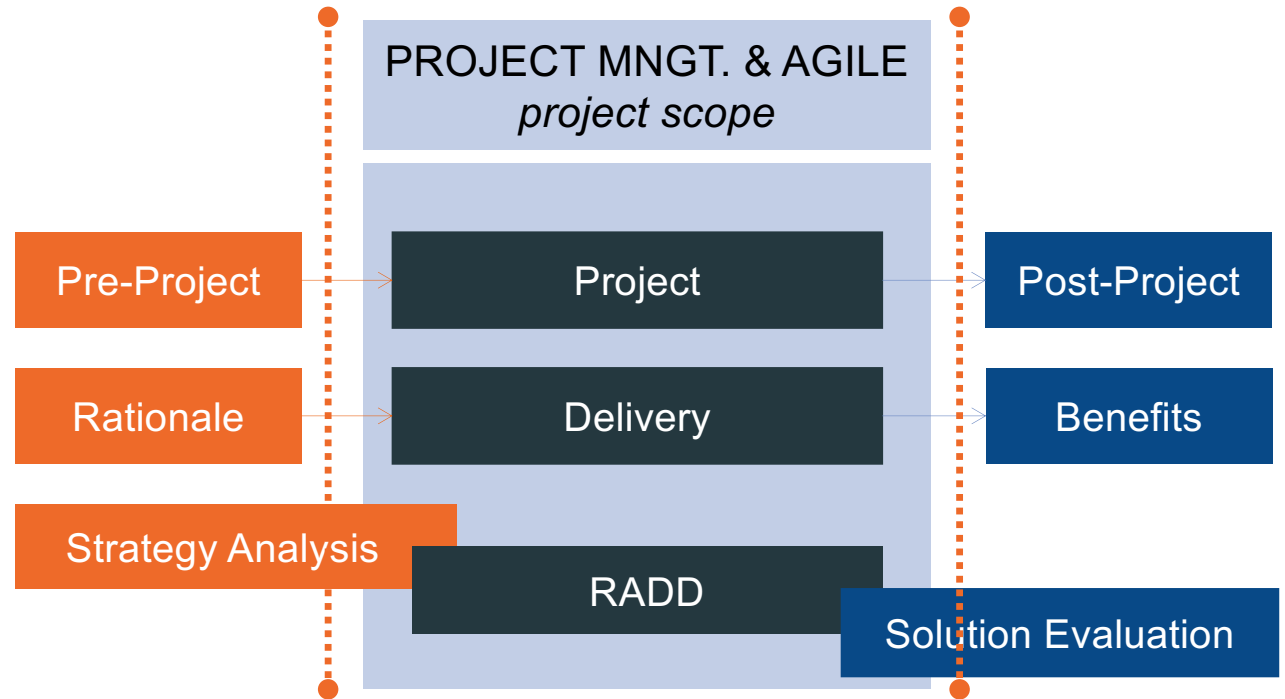 PROJECT MNGT. & AGILE
project scope
Pre-Project
Project
Post-Project
Rationale
Delivery
Benefits
Strategy Analysis
RADD
Solution Evaluation